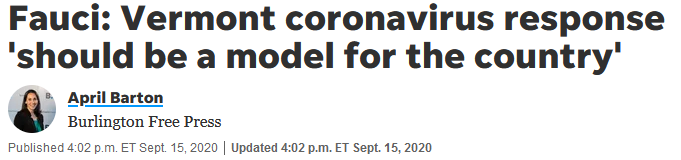 Fauci: Vermont coronavirus response
'should be a model for the country'
April Barton
Burlington Free Press
Published 4:02 p.m. ET Sept. 15, 2020 | Updated 4:02 p.m. ET Sept. 15, 2020